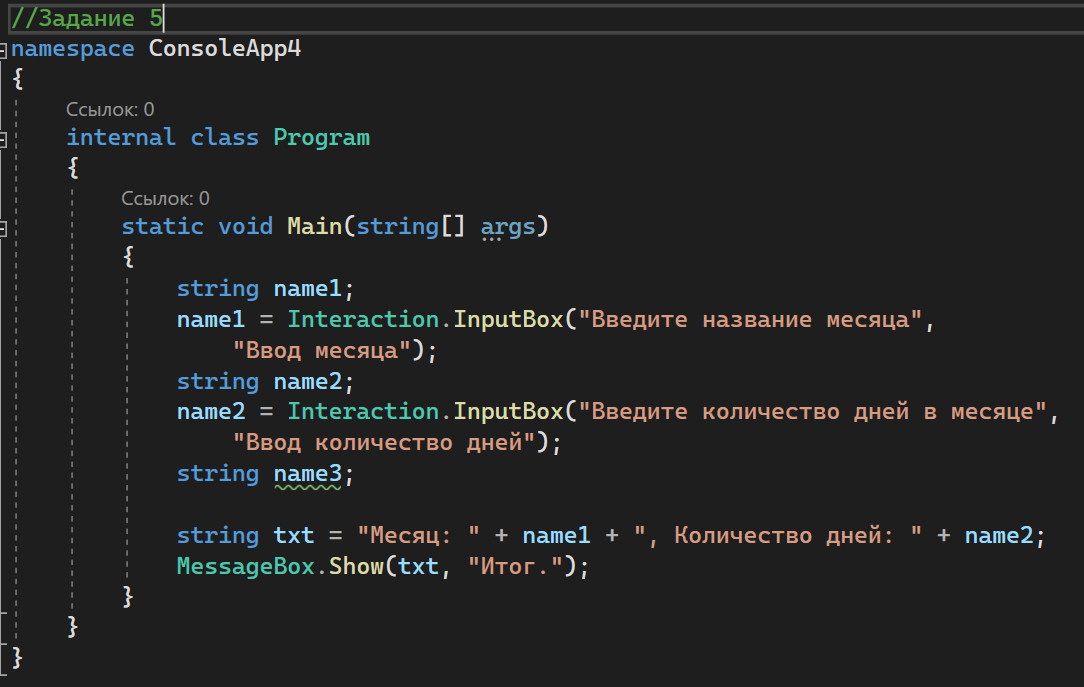 //Задание 5
namespace ConsoleApp4
{
Ссылок: 0
internal class Program
{
Ссылок: 0
static void Main(string[] args)
{
string name1;
name1 = Interaction.InputBox("Введите название месяца",
"Ввод месяца");
string name2;
name2 = Interaction.InputBox("Введите количество дней в месяце",
"Ввод количество дней");
string name3;
string txt = "Месяц: " + name1 + ", Количество дней: " + name2;
MessageBox.Show(txt, "Итог.");
}
}
}